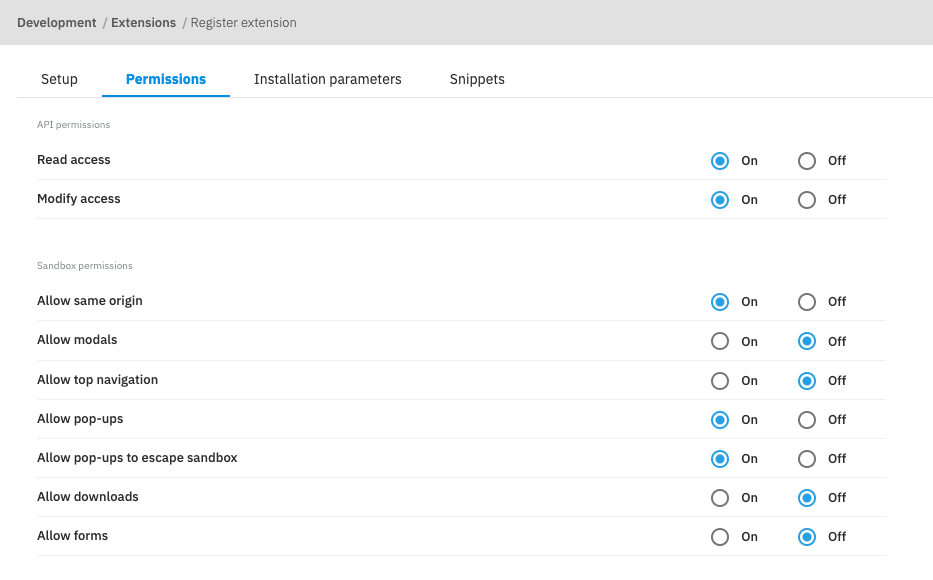 Development / Extensions / Register extension
Setup Permissions Installation parameters Snippets
API permissions
Read access On Off
Modify access On Off
Sandbox permissions
Allow same origin On Off
Allow modals On Off
Allow top navigation On Off
Allow pop-ups On Off
Allow pop-ups to escape sandbox On Off
Allow downloads On Off
Allow forms On Off